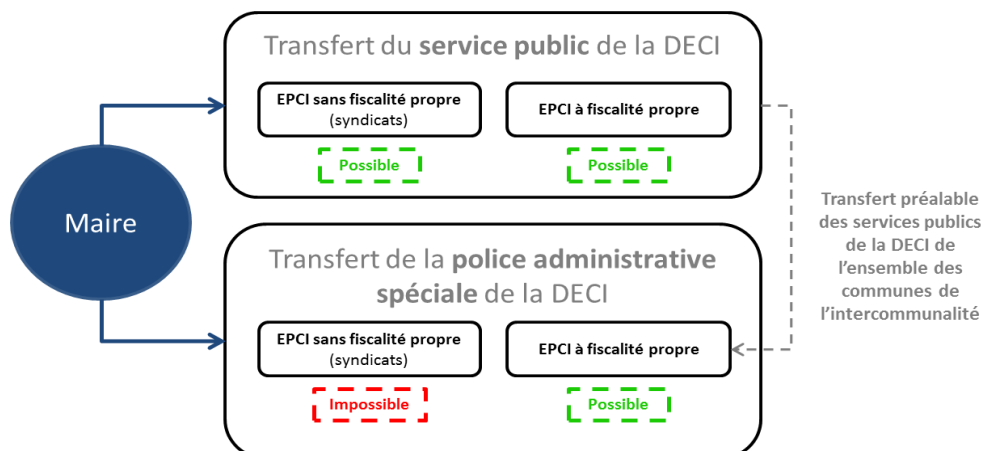 Transfert du service public de la DECI
EPCI sans fiscalité propre
(syndicats)
EPCI à fiscalité propre
Possible
Possible
Maire
Transfert préalable
des services publics
de la DECI de
l'ensemble des
communes de
l'intercommunalité
Transfert de la police administrative
spéciale de la DECI
EPCI sans fiscalité propre
(syndicats)
EPCI à fiscalité propre
Impossible
Possible